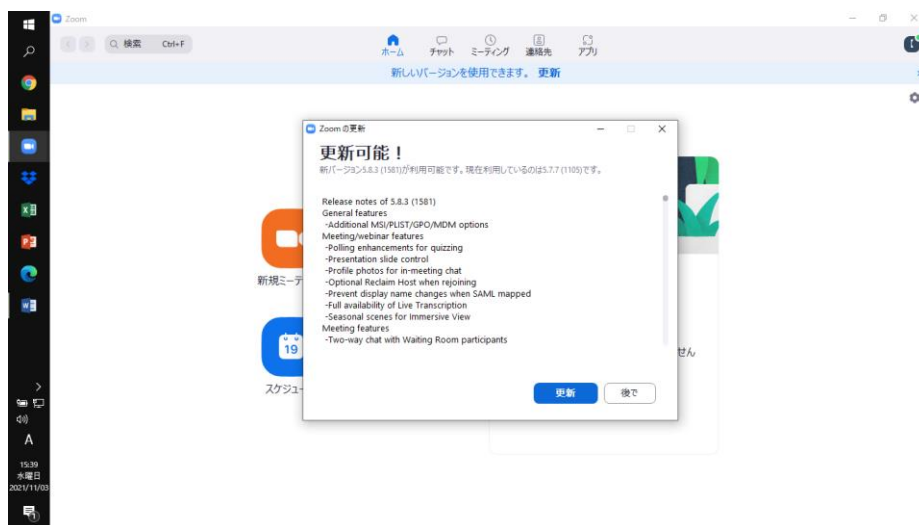 Zoom
検索 Ctrl+F
ホーム チャット ミーティング 連絡先 アプリ
新しいバージョンを使用できます。 更新
Zoom の更新
更新可能！
新バージョン5.8.3 (1581)が利用可能です。現在利用しているのは5.7.7 (1105)です。
Release notes of 5.8.3 (1581)
General features
-Additional MSI/PLIST/GPO/MDM options
Meeting/webinar features
-Polling enhancements for quizzing
-Presentation slide control
-Profile photos for in-meeting chat
-Optional Reclaim Host when rejoining
-Prevent display name changes when SAML mapped
-Full availability of Live Transcription
-Seasonal scenes for Immersive View
Meeting features
-Two-way chat with Waiting Room participants
更新 後で
新規ミーテ
19
スケジュー
せん
A
15:39
水曜日
2021/11/03